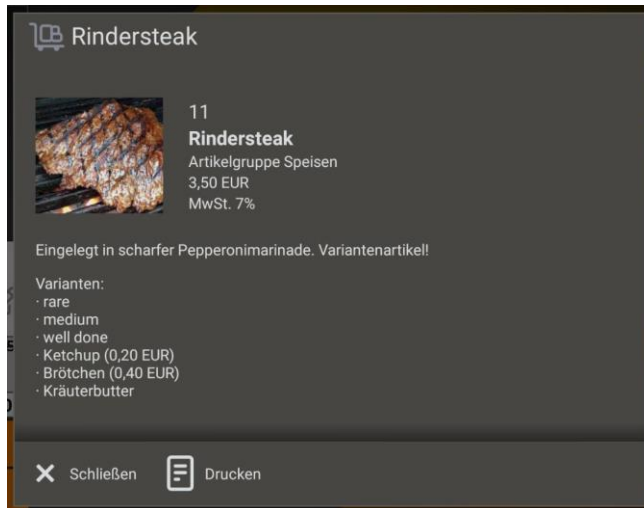 Rindersteak
11
Rindersteak
Artikelgruppe Speisen
3,50 EUR
MwSt. 7%
Eingelegt in scharfer Pepperonimarinade. Variantenartikel!
Varianten:
· rare
· medium
· well done
· Ketchup (0,20 EUR)
· Brötchen (0,40 EUR)
· Kräuterbutter
Schließen
Drucken